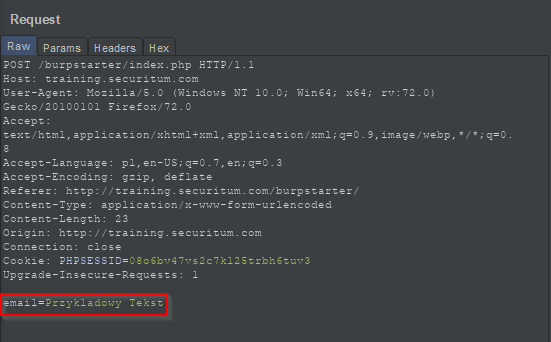 Request
Raw Params Headers Hex
POST /burpstarter/index.php HTTP/1.1
Host: training.securitum.com
User-Agent: Mozilla/5.0 (Windows NT 10.0; Win64; x64; rv:72.0)
Gecko/20100101 Firefox/72.0
Accept:
text/html,application/xhtml+xml,application/xml;q=0.9,image/webp,*/*;q=0.
8
Accept-Language: pl,en-US;q=0.7,en;q=0.3
Accept-Encoding: gzip, deflate
Referer: http://training.securitum.com/burpstarter/
Content-Type: application/x-www-form-urlencoded
Content-Length: 23
Origin: http://training.securitum.com
Connection: close
Cookie: PHPSESSID=08o6bv47vs2c7kl25trbh6tuv3
Upgrade-Insecure-Requests: 1
email=Przykladowy Tekst